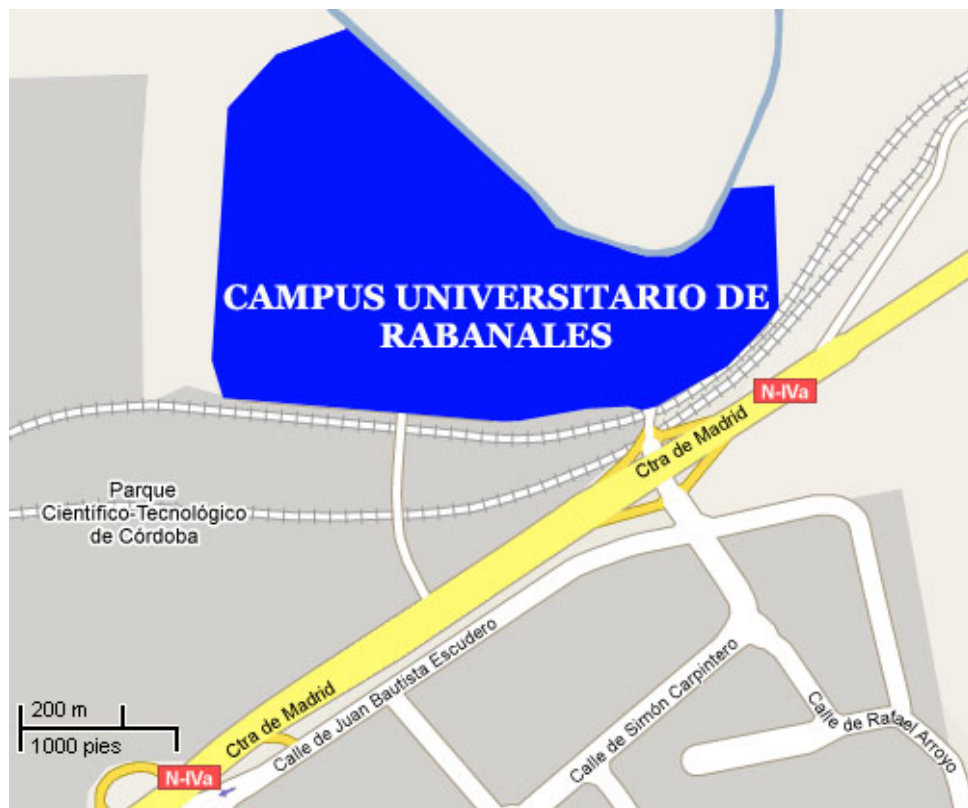 CAMPUS UNIVERSITARIO DE
RABANALES
N-IVa
Ctra de Madrid
Parque
Científico-Tecnológico
de Córdoba
Calle de Juan Bautista Escudero
Calle de Simón Carpintero
Calle de Rafael Arroyo
Ctra de Madrid
200 m
1000 pies
N-IVa